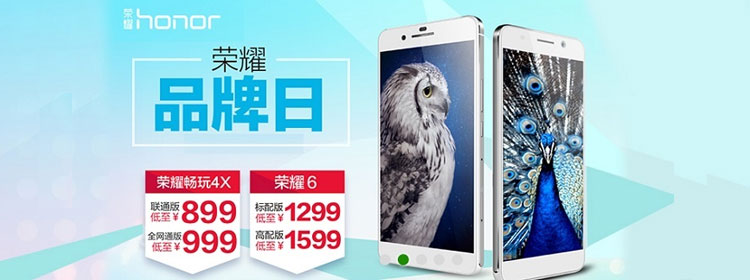 荣耀 honor
荣耀
品牌日
荣耀畅玩4X
联通版 低至¥899
全网通版 低至¥999
荣耀6
标配版 低至¥1299
高配版 低至¥1599